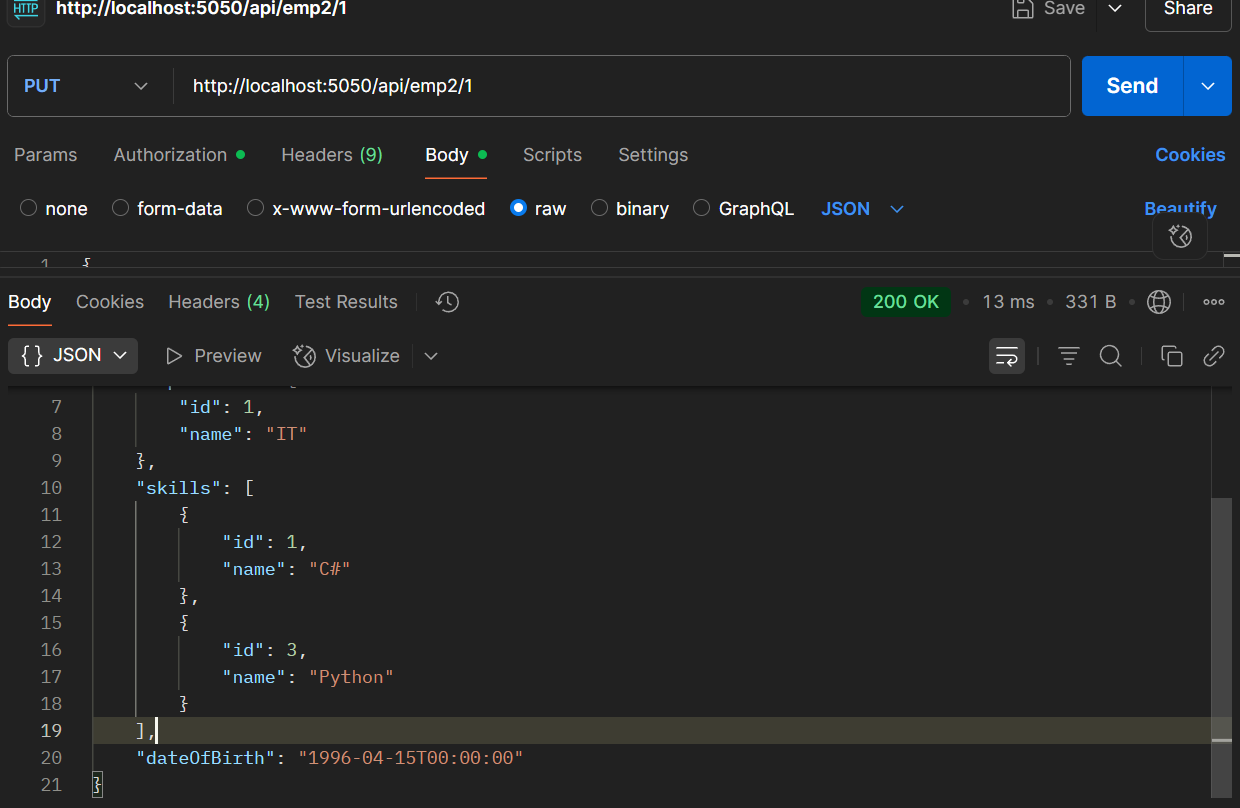 HTTP http://localhost:5050/api/emp2/1 Save Share
PUT http://localhost:5050/api/emp2/1 Send
Params Authorization Headers (9) Body Scripts Settings Cookies
none form-data x-www-form-urlencoded raw binary GraphQL JSON Beautify
1 {
Body Cookies Headers (4) Test Results 200 OK 13 ms 331 B
{} JSON Preview Visualize
7 "id": 1,
8 "name": "IT"
9 },
10 "skills": [
11 {
12 "id": 1,
13 "name": "C#"
14 },
15 {
16 "id": 3,
17 "name": "Python"
18 }
19 ],
20 "dateOfBirth": "1996-04-15T00:00:00"
21 }